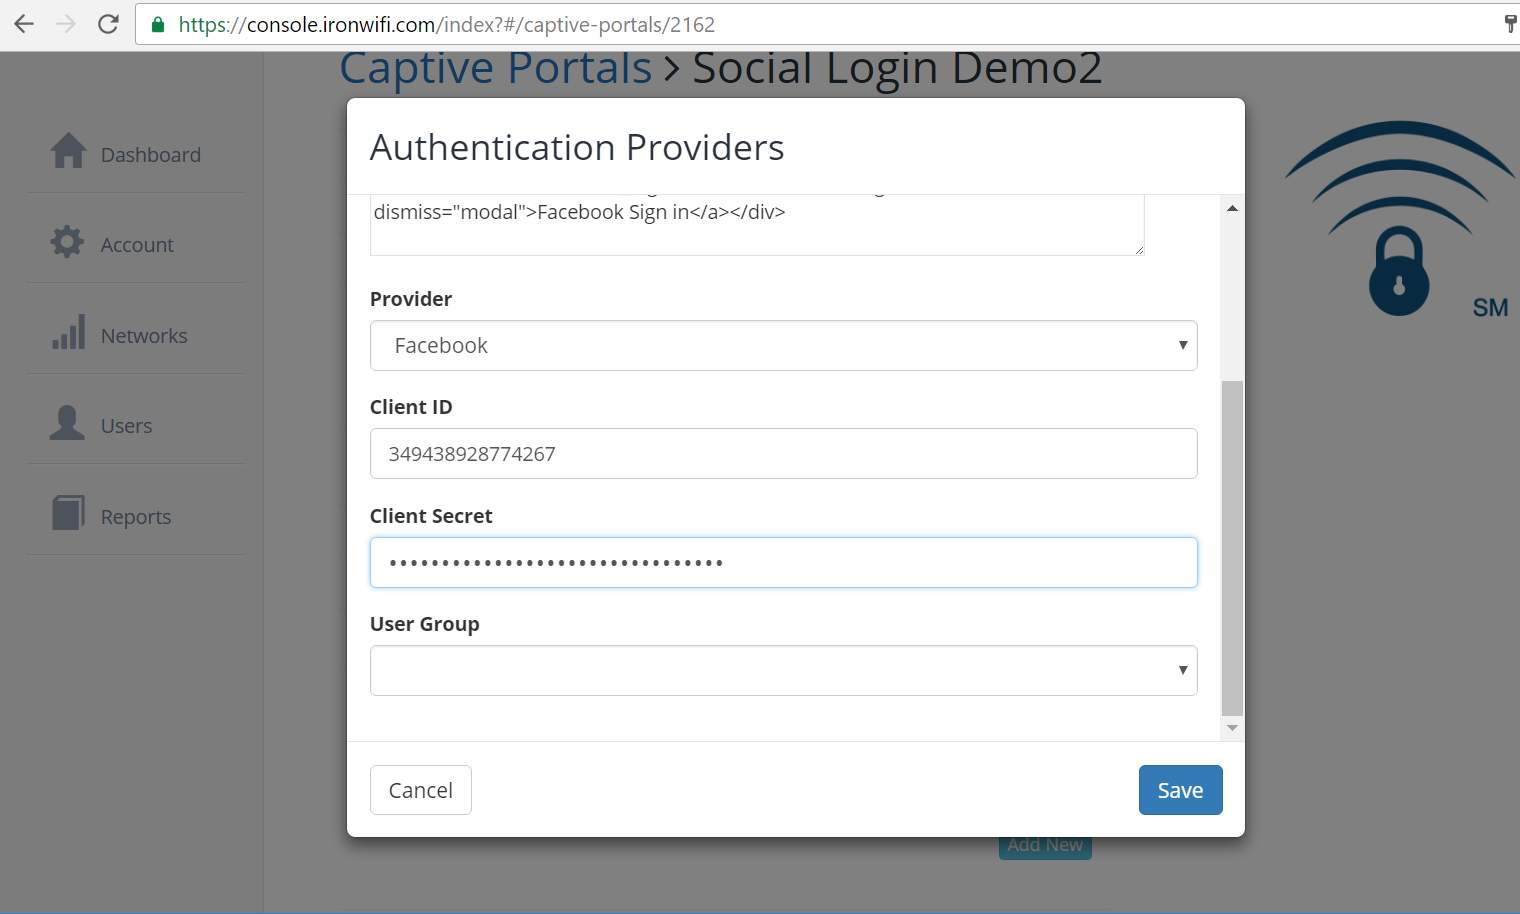 https://console.ironwifi.com/index?#/captive-portals/2162
Captive Portals > Social Login Demo2
Dashboard
Account
Networks
Users
Reports
Authentication Providers
dismiss="modal">Facebook Sign in</a></div>
Provider
Facebook
Client ID
349438928774267
Client Secret
••••••••••••••••••••••••••••••••
User Group
Cancel
Save
Add New
SM